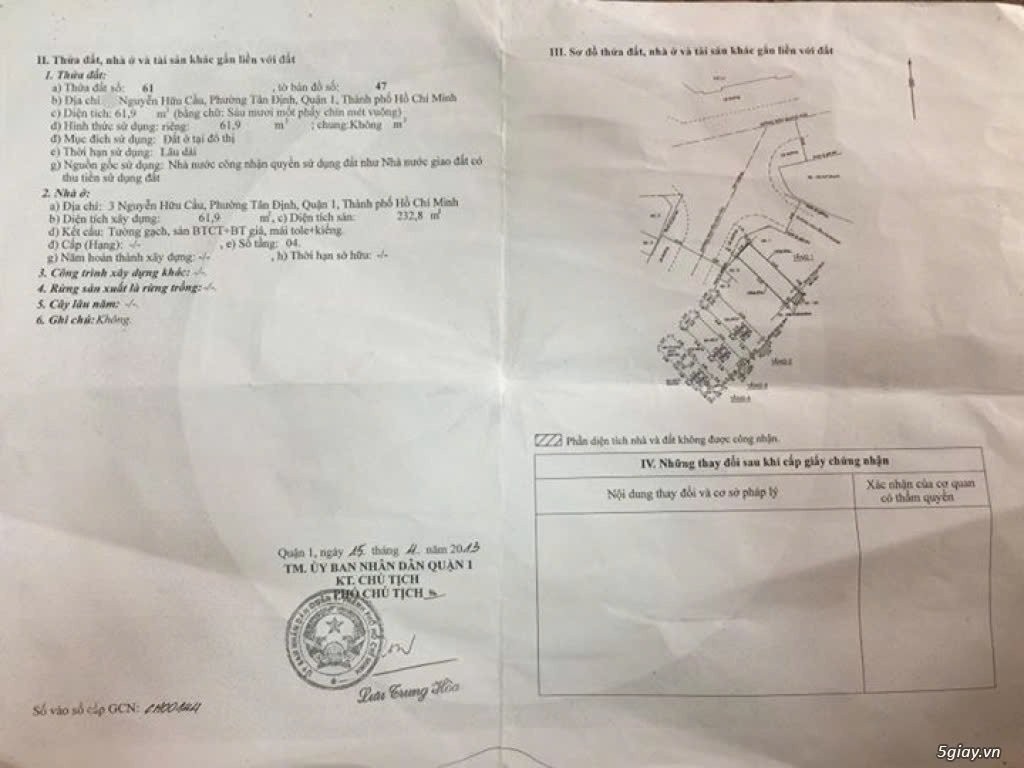 II. Thửa đất, nhà ở và tài sản khác gắn liền với đất
1. Thửa đất:
a) Thửa đất số: 61 , tờ bản đồ số: 47
b) Địa chỉ: Nguyễn Hữu Cầu, Phường Tân Định, Quận 1, Thành phố Hồ Chí Minh
c) Diện tích: 61,9 m² (bằng chữ: Sáu mươi mốt phẩy chín mét vuông)
d) Hình thức sử dụng: riêng: 61,9 m² ; chung: Không m²
đ) Mục đích sử dụng: Đất ở tại đô thị
e) Thời hạn sử dụng: Lâu dài
g) Nguồn gốc sử dụng: Nhà nước công nhận quyền sử dụng đất như Nhà nước giao đất có
thu tiền sử dụng đất
2. Nhà ở:
a) Địa chỉ: 3 Nguyễn Hữu Cầu, Phường Tân Định, Quận 1, Thành phố Hồ Chí Minh
b) Diện tích xây dựng: 61,9 m², c) Diện tích sàn: 232,8 m²
d) Kết cấu: Tường gạch, sàn BTCT+BT giả, mái tole+kiếng.
đ) Cấp (Hạng): -/- , e) Số tầng: 04.
g) Năm hoàn thành xây dựng: -/- , h) Thời hạn sở hữu: -/-
3. Công trình xây dựng khác: -/-
4. Rừng sản xuất là rừng trồng: -/-
5. Cây lâu năm: -/-
6. Ghi chú: Không.
Quận 1, ngày 15 tháng 4 năm 2013
TM. ỦY BAN NHÂN DÂN QUẬN 1
KT. CHỦ TỊCH
PHÓ CHỦ TỊCH
Lưu Trung Hòa
Số vào sổ cấp GCN: CH00144
III. Sơ đồ thửa đất, nhà ở và tài sản khác gắn liền với đất
Phần diện tích nhà và đất không được công nhận.
IV. Những thay đổi sau khi cấp giấy chứng nhận
Nội dung thay đổi và cơ sở pháp lý
Xác nhận của cơ quan
có thẩm quyền
5giay.vn